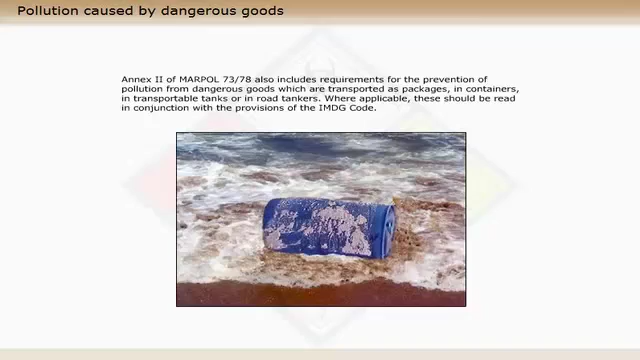 Pollution caused by dangerous goods
Annex II of MARPOL 73/78 also includes requirements for the prevention of
pollution from dangerous goods which are transported as packages, in containers,
in transportable tanks or in road tankers. Where applicable, these should be read
in conjunction with the provisions of the IMDG Code.